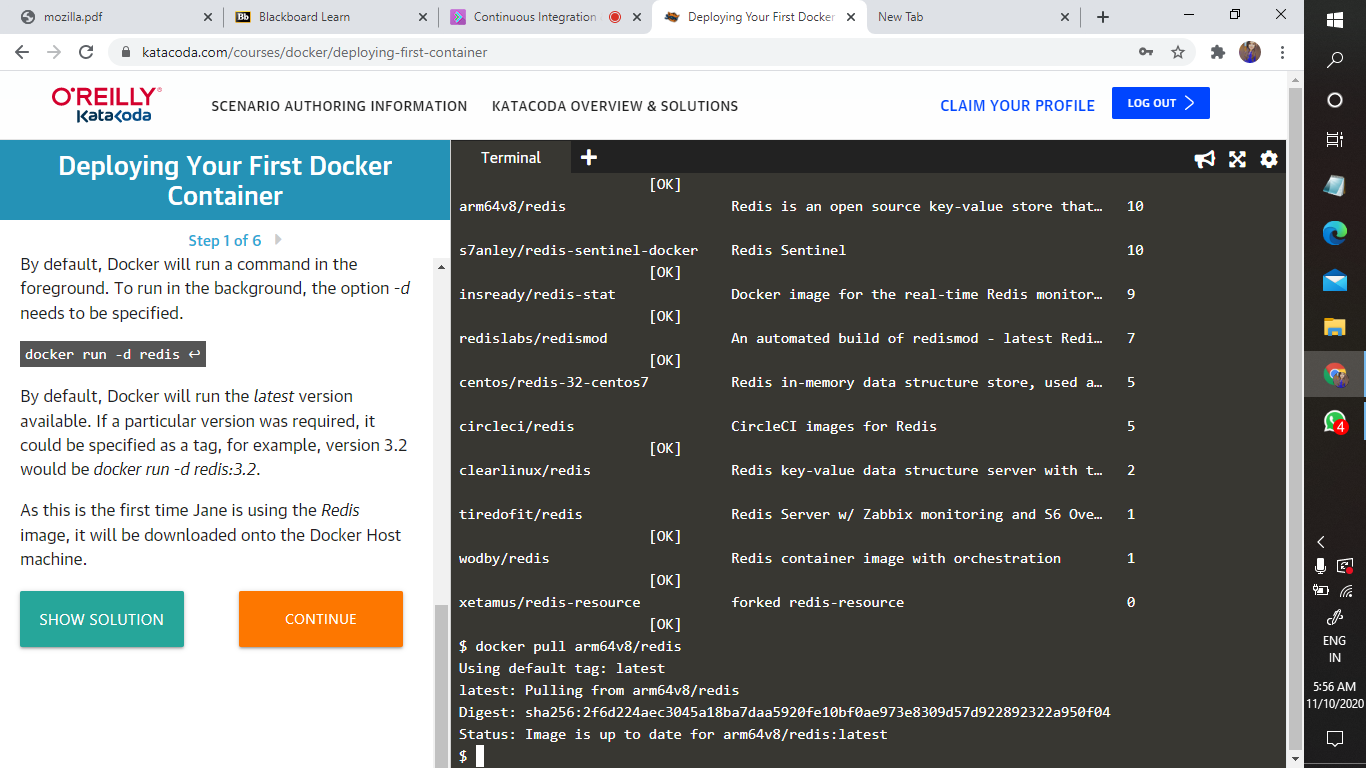 mozilla.pdf
Blackboard Learn
Continuous Integration
Deploying Your First Docker
New Tab
katacoda.com/courses/docker/deploying-first-container
O'REILLY
Katacoda
SCENARIO AUTHORING INFORMATION
KATACODA OVERVIEW & SOLUTIONS
CLAIM YOUR PROFILE
LOG OUT
Deploying Your First Docker
Container
Step 1 of 6
By default, Docker will run a command in the
foreground. To run in the background, the option -d
needs to be specified.
docker run -d redis
By default, Docker will run the latest version
available. If a particular version was required, it
could be specified as a tag, for example, version 3.2
would be docker run -d redis:3.2.
As this is the first time Jane is using the Redis
image, it will be downloaded onto the Docker Host
machine.
SHOW SOLUTION
CONTINUE
Terminal
[OK]
arm64v8/redis Redis is an open source key-value store that… 10
s7anley/redis-sentinel-docker Redis Sentinel 10
[OK]
insready/redis-stat Docker image for the real-time Redis monitor… 9
[OK]
redislabs/redismod An automated build of redismod - latest Redi… 7
[OK]
centos/redis-32-centos7 Redis in-memory data structure store, used a… 5
circleci/redis CircleCI images for Redis 5
[OK]
clearlinux/redis Redis key-value data structure server with t… 2
tiredofit/redis Redis Server w/ Zabbix monitoring and S6 Ove… 1
[OK]
wodby/redis Redis container image with orchestration 1
[OK]
xetamus/redis-resource forked redis-resource 0
[OK]
$ docker pull arm64v8/redis
Using default tag: latest
latest: Pulling from arm64v8/redis
Digest: sha256:2f6d224aec3045a18ba7daa5920fe10bf0ae973e8309d57d922892322a950f04
Status: Image is up to date for arm64v8/redis:latest
$
Bb
4
ENG
IN
5:56 AM
11/10/2020